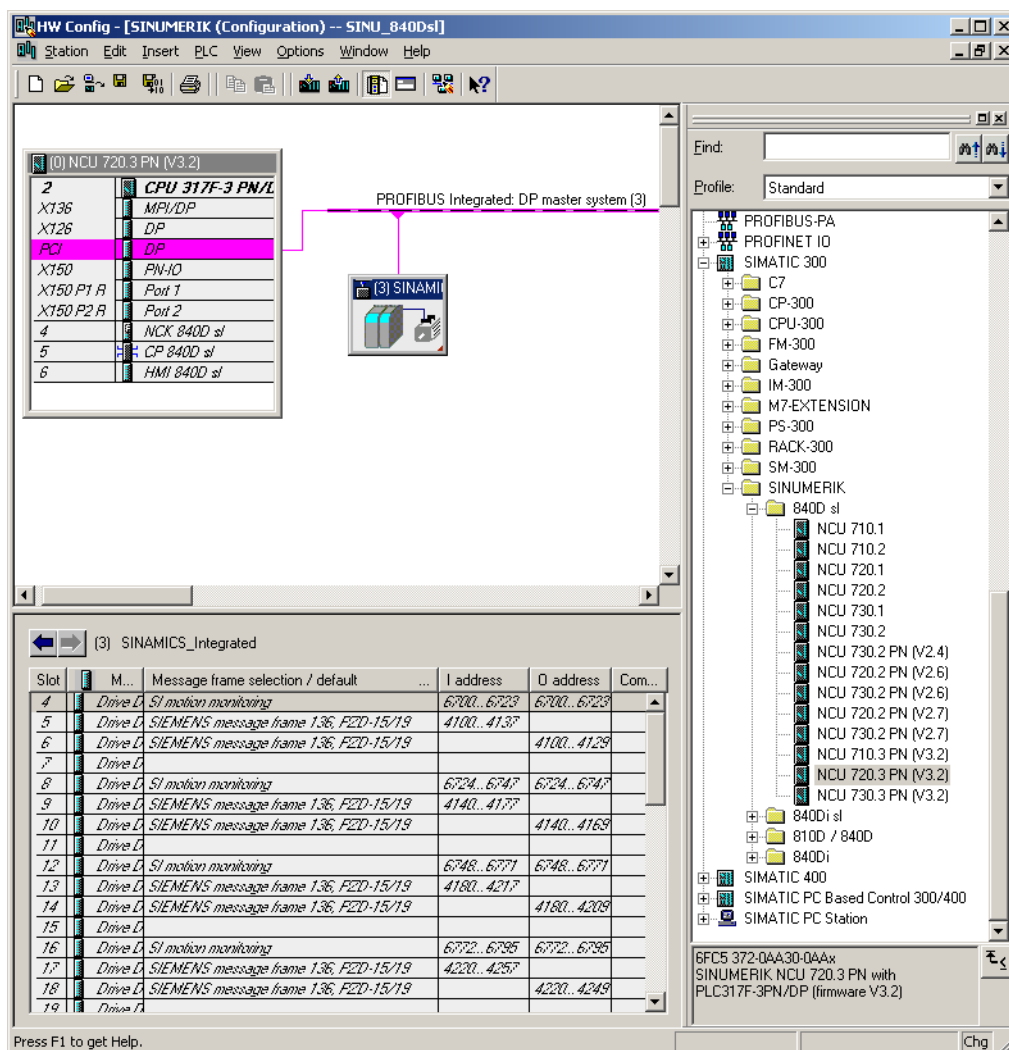 HW Config - [SINUMERIK (Configuration) -- SINU_840Dsl]
Station Edit Insert PLC View Options Window Help
(0) NCU 720.3 PN (V3.2)
2 CPU 317F-3 PN/D
X136 MPI/DP
X126 DP
PCI DP
X150 PN-IO
X150 P1 R Port 1
X150 P2 R Port 2
4 NCK 840D sl
5 CP 840D sl
6 HMI 840D sl
PROFIBUS Integrated: DP master system (3)
(3) SINAMI
Find:
Profile: Standard
PROFIBUS-PA
PROFINET IO
SIMATIC 300
C7
CP-300
CPU-300
FM-300
Gateway
IM-300
M7-EXTENSION
PS-300
RACK-300
SM-300
SINUMERIK
840D sl
NCU 710.1
NCU 710.2
NCU 720.1
NCU 720.2
NCU 730.1
NCU 730.2
NCU 730.2 PN (V2.4)
NCU 720.2 PN (V2.6)
NCU 730.2 PN (V2.6)
NCU 720.2 PN (V2.7)
NCU 730.2 PN (V2.7)
NCU 710.3 PN (V3.2)
NCU 720.3 PN (V3.2)
NCU 730.3 PN (V3.2)
840Di sl
810D / 840D
840Di
SIMATIC 400
SIMATIC PC Based Control 300/400
SIMATIC PC Station
6FC5 372-0AA30-0AAx
SINUMERIK NCU 720.3 PN with
PLC317F-3PN/DP (firmware V3.2)
(3) SINAMICS_Integrated
Slot M... Message frame selection / default ... I address O address Com...
4 Drive D SI motion monitoring 6700...6723 6700...6723
5 Drive D SIEMENS message frame 136, PZD-15/19 4100...4137
6 Drive D SIEMENS message frame 136, PZD-15/19 4100...4129
7 Drive D
8 Drive D SI motion monitoring 6724...6747 6724...6747
9 Drive D SIEMENS message frame 136, PZD-15/19 4140...4177
10 Drive D SIEMENS message frame 136, PZD-15/19 4140...4169
11 Drive D
12 Drive D SI motion monitoring 6748...6771 6748...6771
13 Drive D SIEMENS message frame 136, PZD-15/19 4180...4217
14 Drive D SIEMENS message frame 136, PZD-15/19 4180...4209
15 Drive D
16 Drive D SI motion monitoring 6772...6795 6772...6795
17 Drive D SIEMENS message frame 136, PZD-15/19 4220...4257
18 Drive D SIEMENS message frame 136, PZD-15/19 4220...4249
19 Drive D
Press F1 to get Help.
Chg